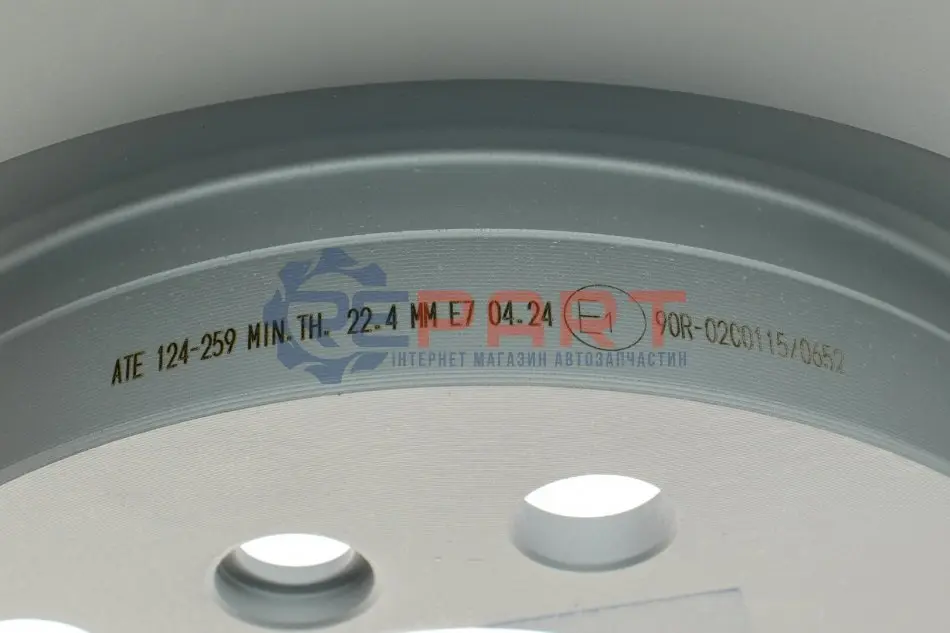 REPART
ATE 124-259 MIN.TH. 22.4 MM E7 04.24 E1 90R-02C0115/0652
ІНТЕРНЕТ МАГАЗИН АВТОЗАПЧАСТИН